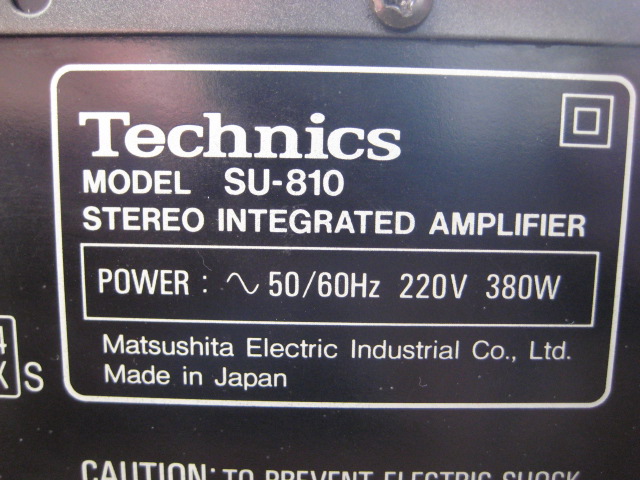 Technics
MODEL SU-810
STEREO INTEGRATED AMPLIFIER
POWER : ∿ 50/60Hz 220V 380W
Matsushita Electric Industrial Co., Ltd.
Made in Japan
S
CAUTION: TO PREVENT ELECTRIC SHOCK